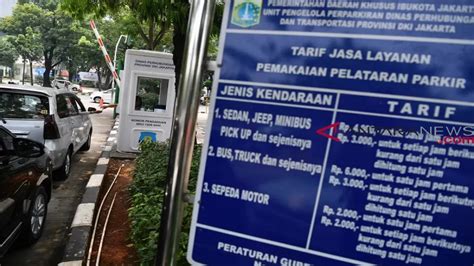 PEMERINTAH DAERAH KHUSUS IBUKOTA JAKARTA
UNIT PENGELOLA PERPARKIRAN DINAS PERHUBUNGAN
DAN TRANSPORTASI PROVINSI DKI JAKARTA
TARIF JASA LAYANAN
PEMAKAIAN PELATARAN PARKIR
JENIS KENDARAAN
TARIF
1. SEDAN, JEEP, MINIBUS
PICK UP dan sejenisnya
2. BUS, TRUCK dan sejenisnya
3. SEPEDA MOTOR
Rp. 3.000,- untuk setiap jam berikutnya
kurang dari satu jam
dihitung satu jam
Rp. 6.000,- untuk satu jam pertama
Rp. 3.000,- untuk setiap jam berikutnya
kurang dari satu jam
dihitung satu jam
Rp. 2.000,- untuk satu jam pertama
Rp. 2.000,- untuk setiap jam berikutnya
kurang dari satu jam
dihitung satu jam
PERATURAN
ANTARANEWS
.com